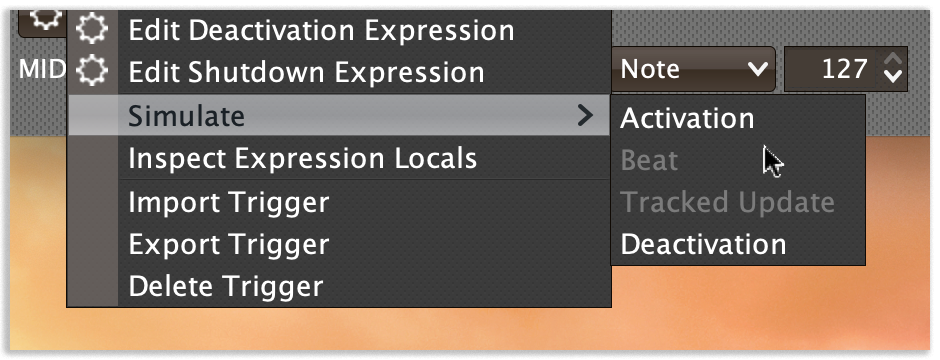 Edit Deactivation Expression
MID
Edit Shutdown Expression
Note
127
Simulate
Inspect Expression Locals
Import Trigger
Export Trigger
Delete Trigger
Activation
Beat
Tracked Update
Deactivation